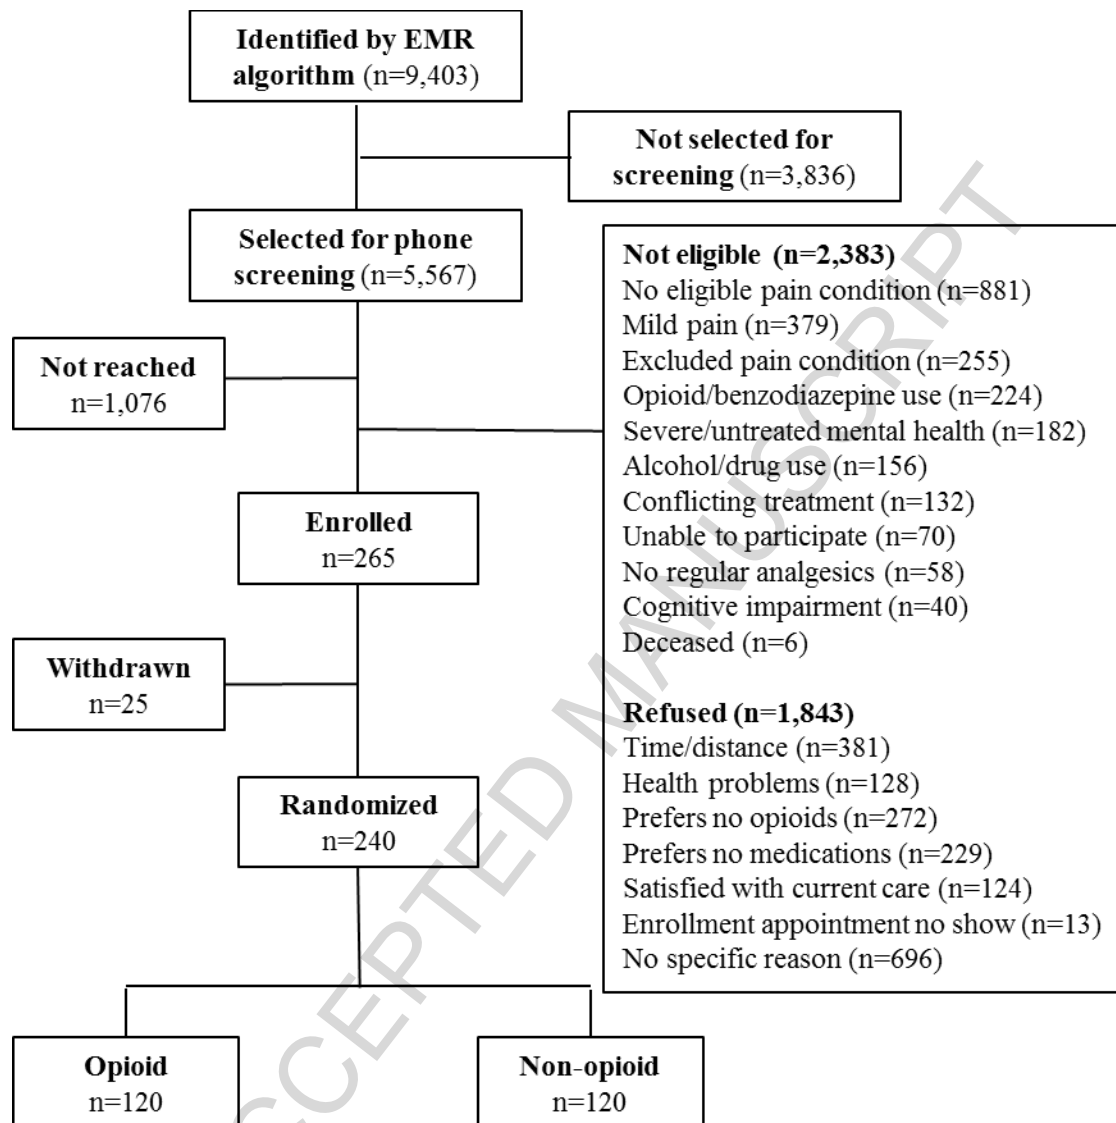 Identified by EMR
algorithm (n=9,403)
Not selected for
screening (n=3,836)
Selected for phone
screening (n=5,567)
Not reached
n=1,076
Not eligible (n=2,383)
No eligible pain condition (n=881)
Mild pain (n=379)
Excluded pain condition (n=255)
Opioid/benzodiazepine use (n=224)
Severe/untreated mental health (n=182)
Alcohol/drug use (n=156)
Conflicting treatment (n=132)
Unable to participate (n=70)
No regular analgesics (n=58)
Cognitive impairment (n=40)
Deceased (n=6)
Refused (n=1,843)
Time/distance (n=381)
Health problems (n=128)
Prefers no opioids (n=272)
Prefers no medications (n=229)
Satisfied with current care (n=124)
Enrollment appointment no show (n=13)
No specific reason (n=696)
Enrolled
n=265
Withdrawn
n=25
Randomized
n=240
Opioid
n=120
Non-opioid
n=120
CCEPTED MANUSCRIPT